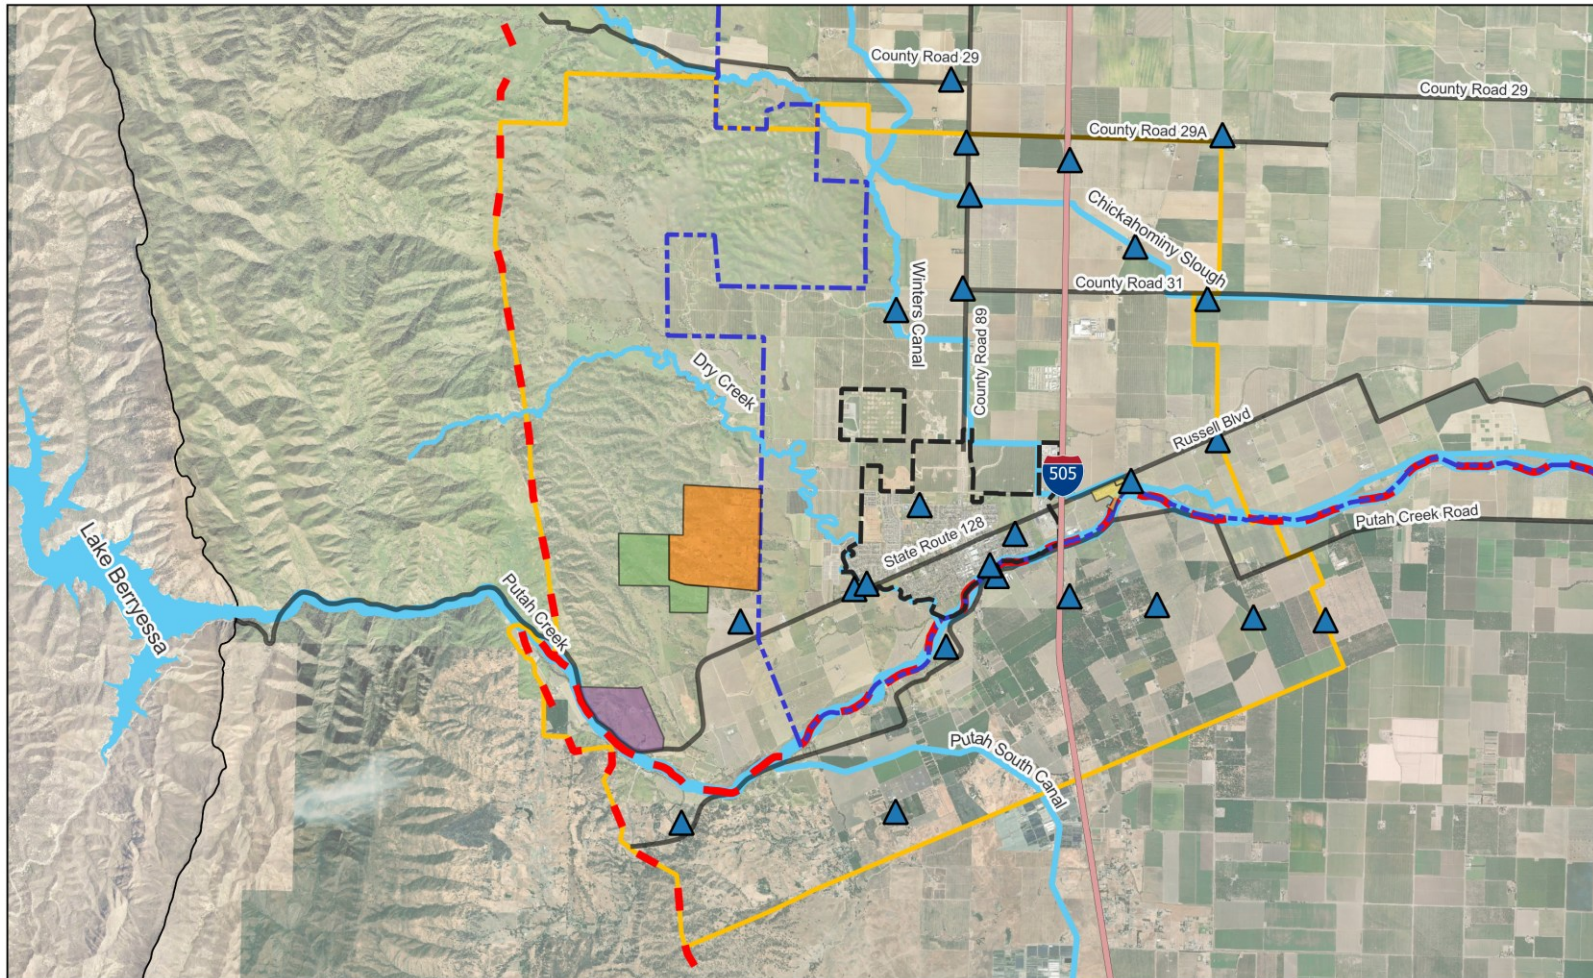 County Road 29
County Road 29
County Road 29A
Chickahominy Slough
County Road 31
Winters Canal
County Road 89
Dry Creek
Russell Blvd
505
Putah Creek Road
State Route 128
Lake Berryessa
Putah Creek
Putah South Canal